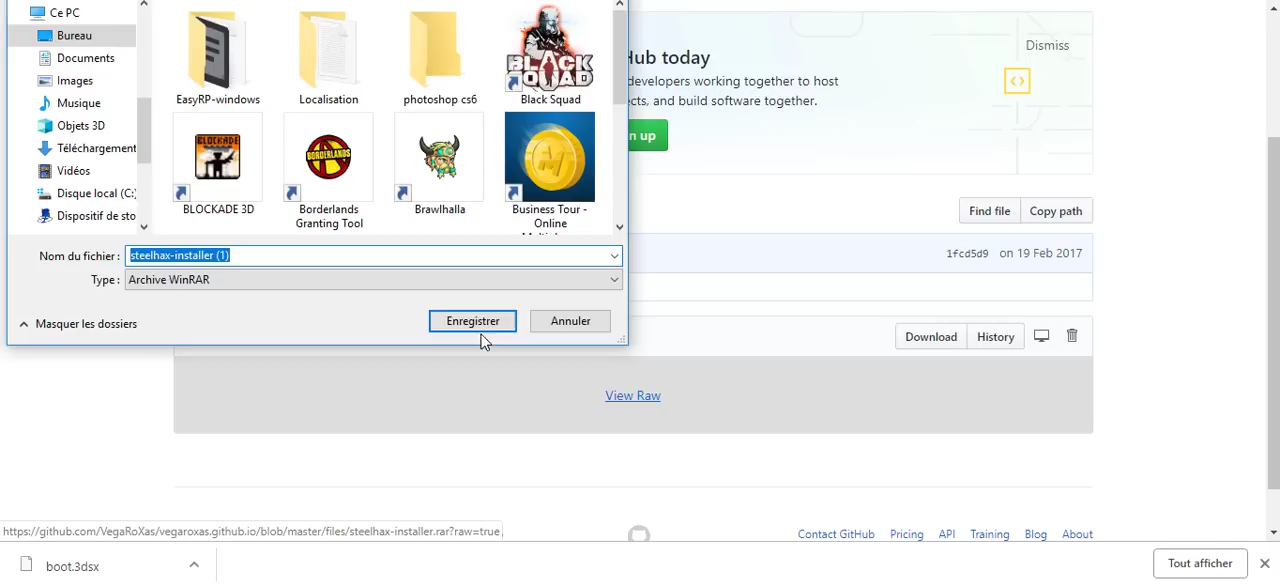 Ce PC
Bureau
Documents
Images
Musique
Objets 3D
Téléchargement
Vidéos
Disque local (C:)
Dispositif de sto
EasyRP-windows
Localisation
photoshop cs6
BLACK SQUAD
Black Squad
BLOCKADE
BLOCKADE 3D
BORDERLANDS
Borderlands Granting Tool
Brawlhalla
Business Tour - Online
Nom du fichier : steelhax-installer (1)
Type : Archive WinRAR
Masquer les dossiers
Enregistrer
Annuler
Hub today
Dismiss
developers working together to host
cts, and build software together.
n up
Find file
Copy path
1fcd5d9 on 19 Feb 2017
Download
History
View Raw
https://github.com/VegaRoXas/vegaroxas.github.io/blob/master/files/steelhax-installer.rar?raw=true
Contact GitHub
Pricing
API
Training
Blog
About
boot.3dsx
Tout afficher